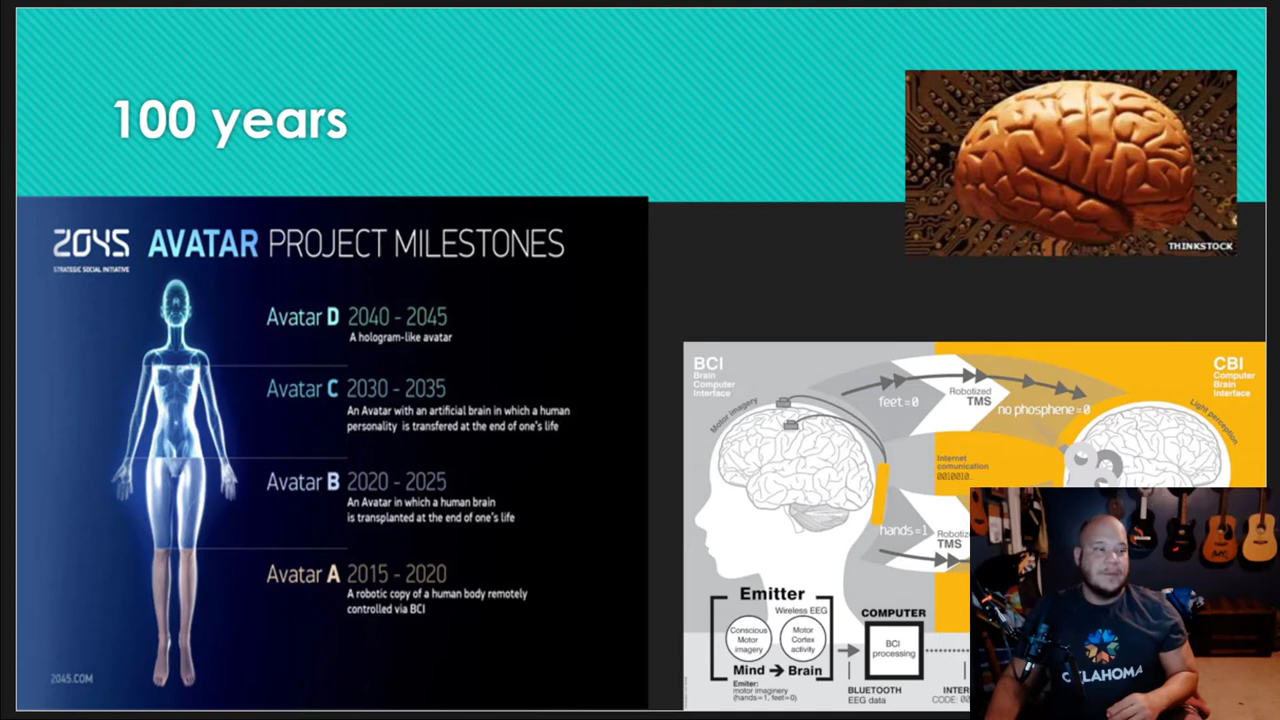 100 years
THINKSTOCK
2045
STRATEGIC SOCIAL INITIATIVE
AVATAR PROJECT MILESTONES
Avatar D 2040 - 2045
A hologram-like avatar
Avatar C 2030 - 2035
An Avatar with an artificial brain in which a human
personality is transfered at the end of one's life
Avatar B 2020 - 2025
An Avatar in which a human brain
is transplanted at the end of one's life
Avatar A 2015 - 2020
A robotic copy of a human body remotely
controlled via BCI
2045.COM
BCI
Brain
Computer
Interface
Motor imagery
feet=0
Robotized
TMS
no phosphene=0
CBI
Computer
Brain
Interface
Light perception
Internet
comunication
0010010..
hands=1
TMS
Emitter
Wireless EEG
Conscious
Motor
imagery
Motor
Cortex
activity
Mind → Brain
Emiter:
motor imaginery
(hands=1, feet=0)
COMPUTER
BCI
processing
BLUETOOTH
EEG data
OKLAHOMA